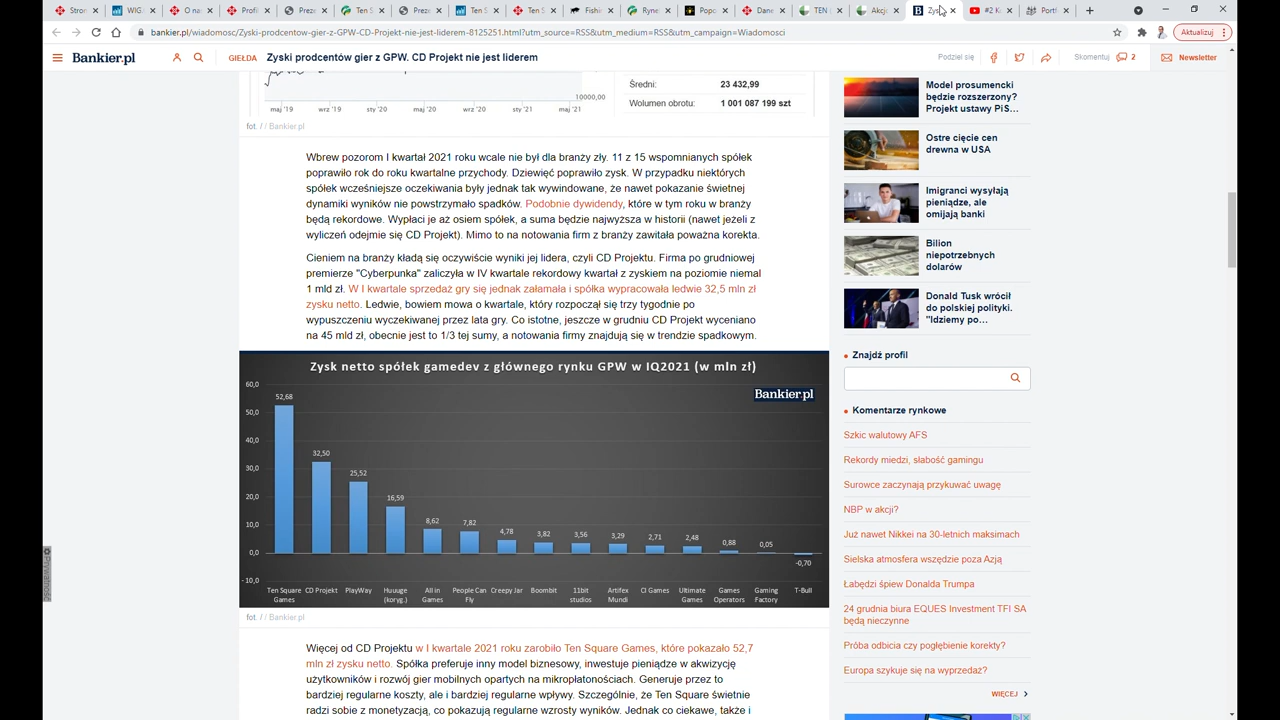 Stron
WIG
O na
Profil
Preze
Ten S
Preze
Ten S
Ten S
Fishin
Ryne
Popo
Dane
TEN (
Akcjo
Zys
#2 K
Portf
Aktualizuj
bankier.pl/wiadomosc/Zyski-prodcentow-gier-z-GPW-CD-Projekt-nie-jest-liderem-8125251.html?utm_source=RSS&utm_medium=RSS&utm_campaign=Wiadomosci
Bankier.pl GIEŁDA Zyski prodcentów gier z GPW. CD Projekt nie jest liderem Podziel się Skomentuj 2 Newsletter
Średni: 23 432,99
10000,00
Wolumen obrotu: 1 001 087 199 szt
maj '19 wrz '19 sty '20 maj '20 wrz '20 sty '21 maj '21
fot. / / Bankier.pl
Wbrew pozorom I kwartał 2021 roku wcale nie był dla branży zły. 11 z 15 wspomnianych spółek
poprawiło rok do roku kwartalne przychody. Dziewięć poprawiło zysk. W przypadku niektórych
spółek wcześniejsze oczekiwania były jednak tak wywindowane, że nawet pokazanie świetnej
dynamiki wyników nie powstrzymało spadków. Podobnie dywidendy, które w tym roku w branży
będą rekordowe. Wypłaci je aż osiem spółek, a suma będzie najwyższa w historii (nawet jeżeli z
wyliczeń odejmie się CD Projekt). Mimo to na notowania firm z branży zawitała poważna korekta.
Cieniem na branży kładą się oczywiście wyniki jej lidera, czyli CD Projektu. Firma po grudniowej
premierze "Cyberpunka" zaliczyła w IV kwartale rekordowy kwartał z zyskiem na poziomie niemal
1 mld zł. W I kwartale sprzedaż gry się jednak załamała i spółka wypracowała ledwie 32,5 mln zł
zysku netto. Ledwie, bowiem mowa o kwartale, który rozpoczął się trzy tygodnie po
wypuszczeniu wyczekiwanej przez lata gry. Co istotne, jeszcze w grudniu CD Projekt wyceniano
na 45 mld zł, obecnie jest to 1/3 tej sumy, a notowania firmy znajdują się w trendzie spadkowym.
Zysk netto spółek gamedev z głównego rynku GPW w IQ2021 (w mln zł)
Bankier.pl
60,0
50,0
40,0
30,0
20,0
10,0
0,0
-10,0
52,68
32,50
25,52
16,59
8,62
7,82
4,78
3,82
3,56
3,29
2,71
2,48
0,88
0,05
-0,70
Ten Square Games
CD Projekt
PlayWay
Huuuge (koryg.)
All in Games
People Can Fly
Creepy Jar
Boombit
11bit studios
Artifex Mundi
CI Games
Ultimate Games
Games Operators
Gaming Factory
T-Bull
fot. / / Bankier.pl
Więcej od CD Projektu w I kwartale 2021 roku zarobiło Ten Square Games, które pokazało 52,7
mln zł zysku netto. Spółka preferuje inny model biznesowy, inwestuje pieniądze w akwizycję
użytkowników i rozwój gier mobilnych opartych na mikropłatonościach. Generuje przez to
bardziej regularne koszty, ale i bardziej regularne wpływy. Szczególnie, że Ten Square świetnie
radzi sobie z monetyzacją, co pokazują regularne wzrosty wyników. Jednak co ciekawe, także i
Model prosumencki
będzie rozszerzony?
Projekt ustawy PiS...
Ostre cięcie cen
drewna w USA
Imigranci wysyłają
pieniądze, ale
omijają banki
Bilion
niepotrzebnych
dolarów
Donald Tusk wrócił
do polskiej polityki.
"Idziemy po...
Znajdź profil
Komentarze rynkowe
Szkic walutowy AFS
Rekordy miedzi, słabość gamingu
Surowce zaczynają przykuwać uwagę
NBP w akcji?
Już nawet Nikkei na 30-letnich maksimach
Sielska atmosfera wszędzie poza Azją
Łabędzi śpiew Donalda Trumpa
24 grudnia biura EQUES Investment TFI SA
będą nieczynne
Próba odbicia czy pogłębienie korekty?
Europa szykuje się na wyprzedaż?
WIĘCEJ
Prywatność